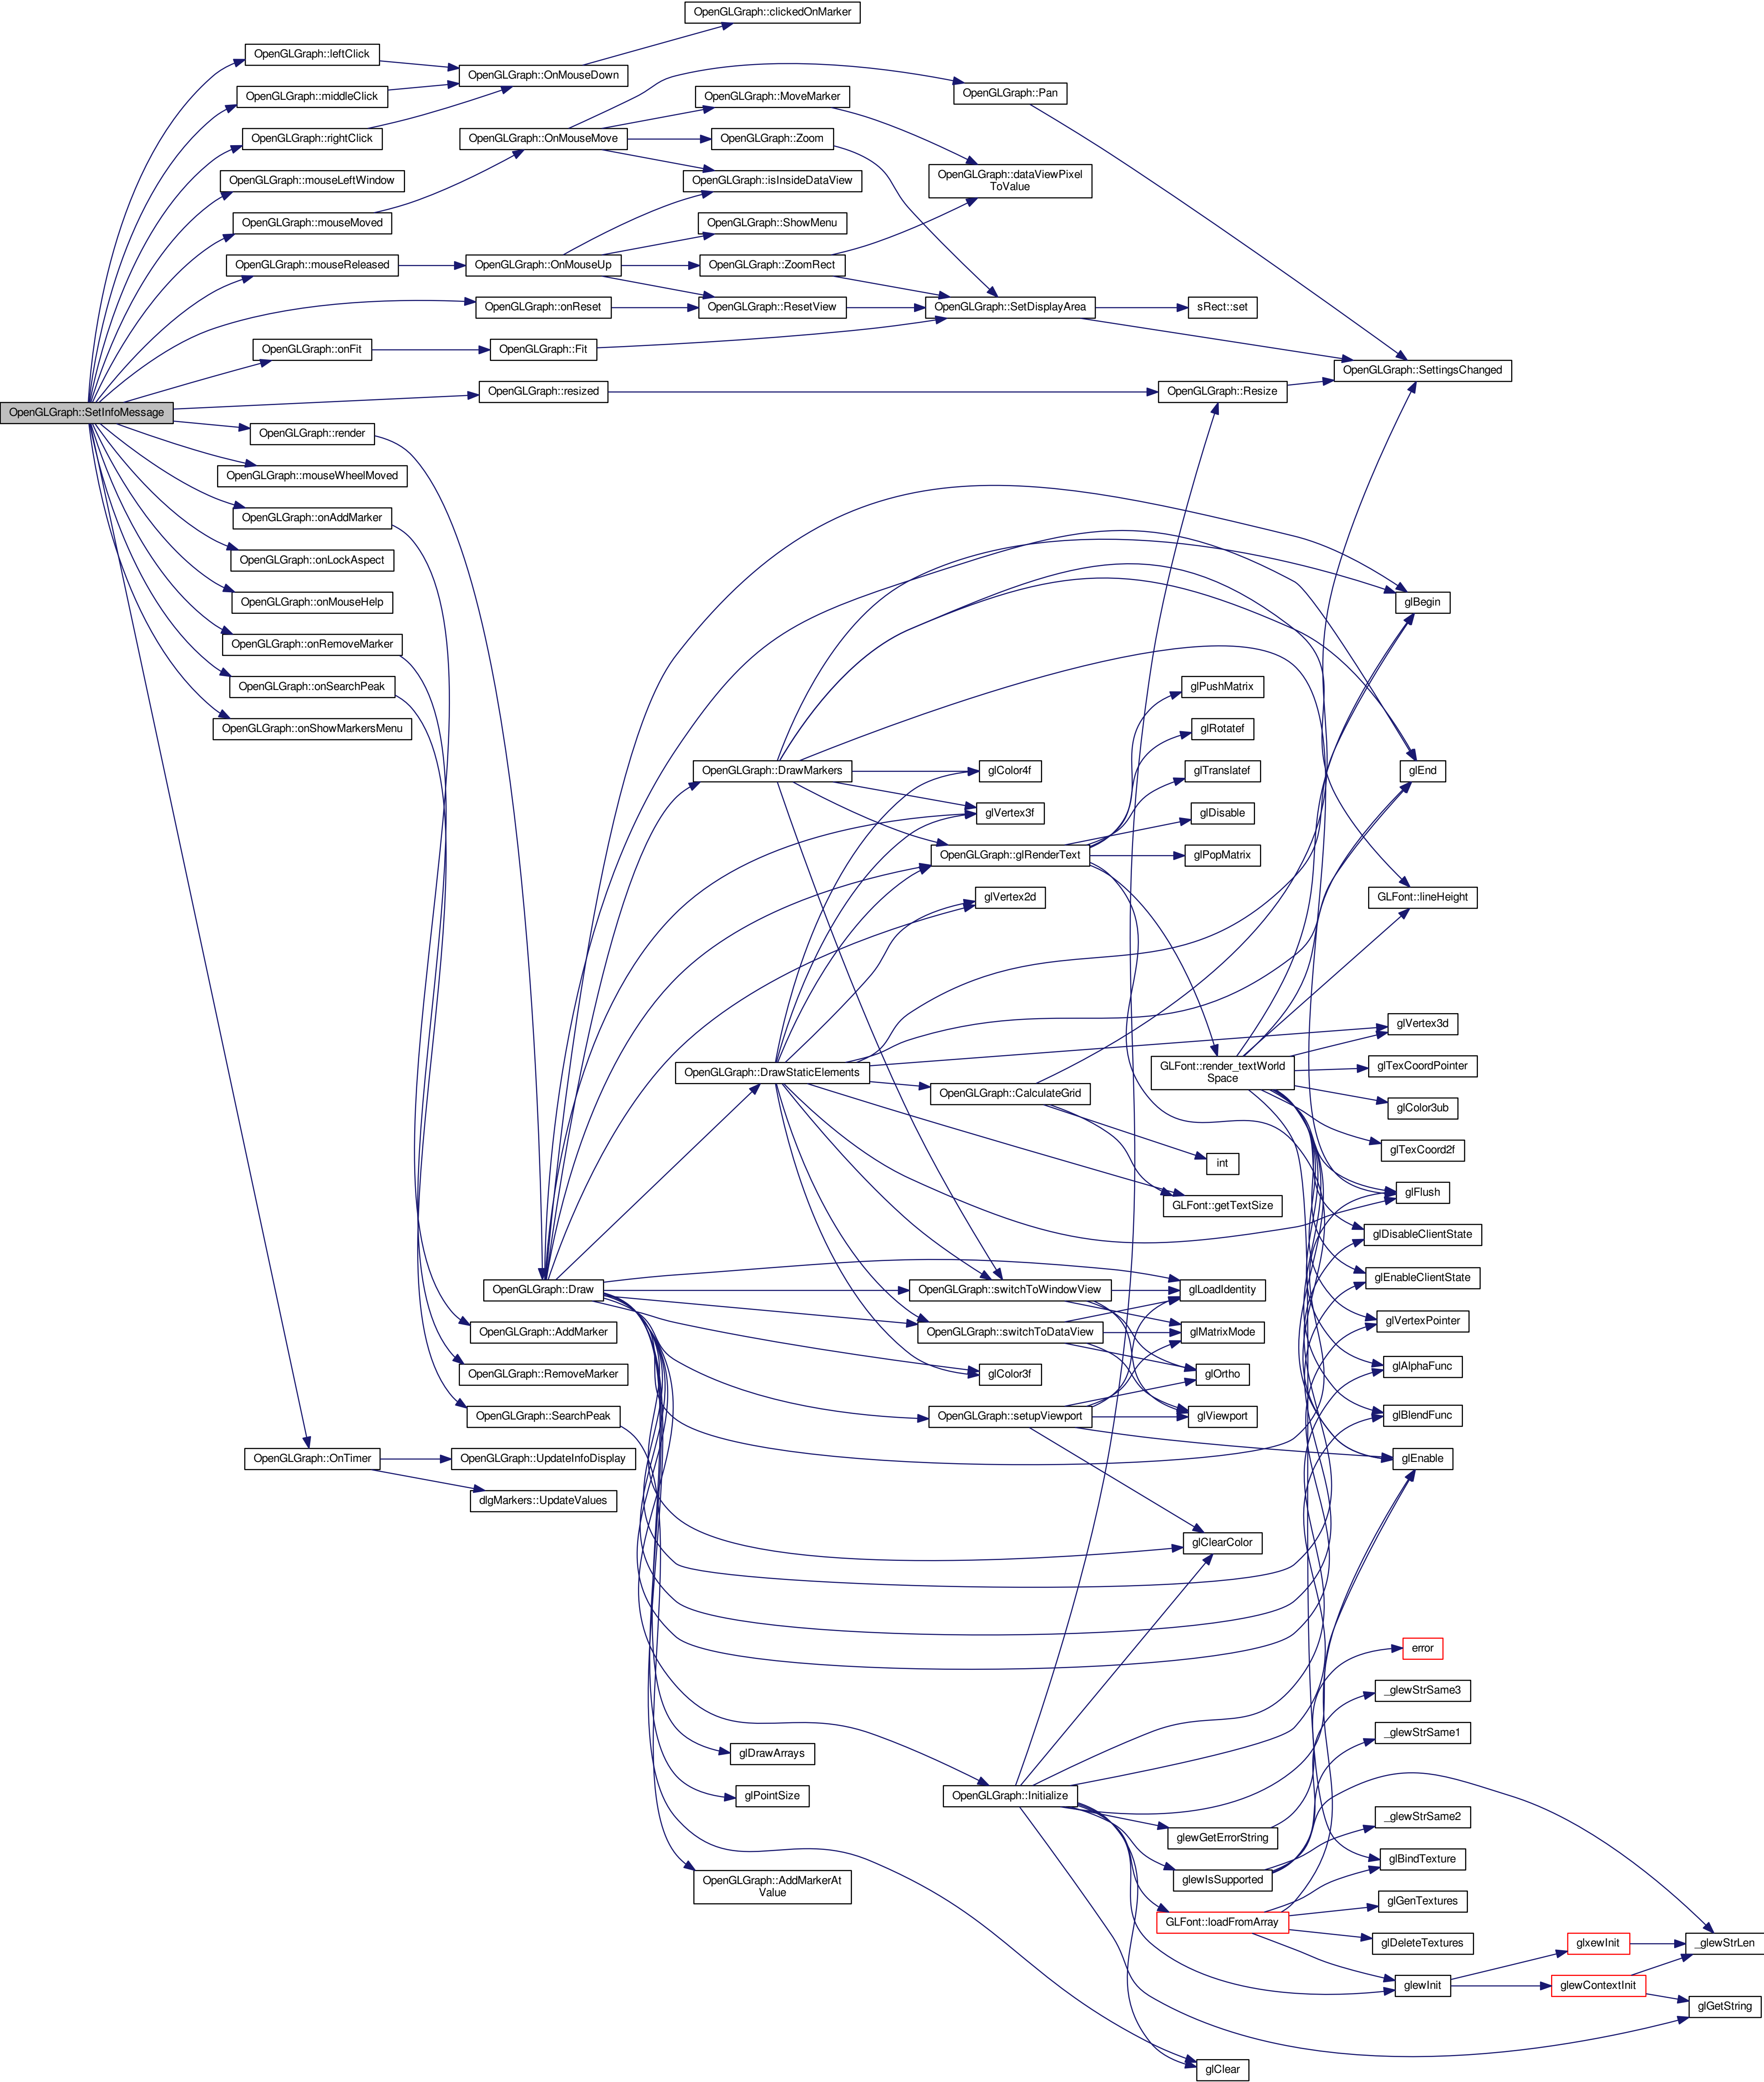 OpenGLGraph::clickedOnMarker
OpenGLGraph::leftClick
OpenGLGraph::OnMouseDown
OpenGLGraph::middleClick
OpenGLGraph::MoveMarker
OpenGLGraph::Pan
OpenGLGraph::rightClick
OpenGLGraph::OnMouseMove
OpenGLGraph::Zoom
OpenGLGraph::mouseLeftWindow
OpenGLGraph::isInsideDataView
OpenGLGraph::dataViewPixel
ToValue
OpenGLGraph::mouseMoved
OpenGLGraph::ShowMenu
OpenGLGraph::mouseReleased
OpenGLGraph::OnMouseUp
OpenGLGraph::ZoomRect
OpenGLGraph::onReset
OpenGLGraph::ResetView
OpenGLGraph::SetDisplayArea
sRect::set
OpenGLGraph::onFit
OpenGLGraph::Fit
OpenGLGraph::SettingsChanged
OpenGLGraph::resized
OpenGLGraph::Resize
OpenGLGraph::SetInfoMessage
OpenGLGraph::render
OpenGLGraph::mouseWheelMoved
OpenGLGraph::onAddMarker
OpenGLGraph::onLockAspect
OpenGLGraph::onMouseHelp
glBegin
OpenGLGraph::onRemoveMarker
OpenGLGraph::onSearchPeak
glPushMatrix
OpenGLGraph::onShowMarkersMenu
glRotatef
OpenGLGraph::DrawMarkers
glColor4f
glTranslatef
glEnd
glVertex3f
glDisable
OpenGLGraph::glRenderText
glPopMatrix
glVertex2d
GLFont::lineHeight
glVertex3d
OpenGLGraph::DrawStaticElements
GLFont::render_textWorld
Space
glTexCoordPointer
OpenGLGraph::CalculateGrid
glColor3ub
glTexCoord2f
int
GLFont::getTextSize
glFlush
glDisableClientState
glEnableClientState
OpenGLGraph::Draw
OpenGLGraph::switchToWindowView
glLoadIdentity
glVertexPointer
OpenGLGraph::AddMarker
OpenGLGraph::switchToDataView
glMatrixMode
glAlphaFunc
OpenGLGraph::RemoveMarker
glColor3f
glOrtho
OpenGLGraph::SearchPeak
OpenGLGraph::setupViewport
glViewport
glBlendFunc
OpenGLGraph::OnTimer
OpenGLGraph::UpdateInfoDisplay
glEnable
dlgMarkers::UpdateValues
glClearColor
error
_glewStrSame3
_glewStrSame1
glDrawArrays
glPointSize
OpenGLGraph::Initialize
_glewStrSame2
glewGetErrorString
glBindTexture
OpenGLGraph::AddMarkerAt
Value
glewIsSupported
glGenTextures
GLFont::loadFromArray
glDeleteTextures
glxewInit
_glewStrLen
glewInit
glewContextInit
glGetString
glClear